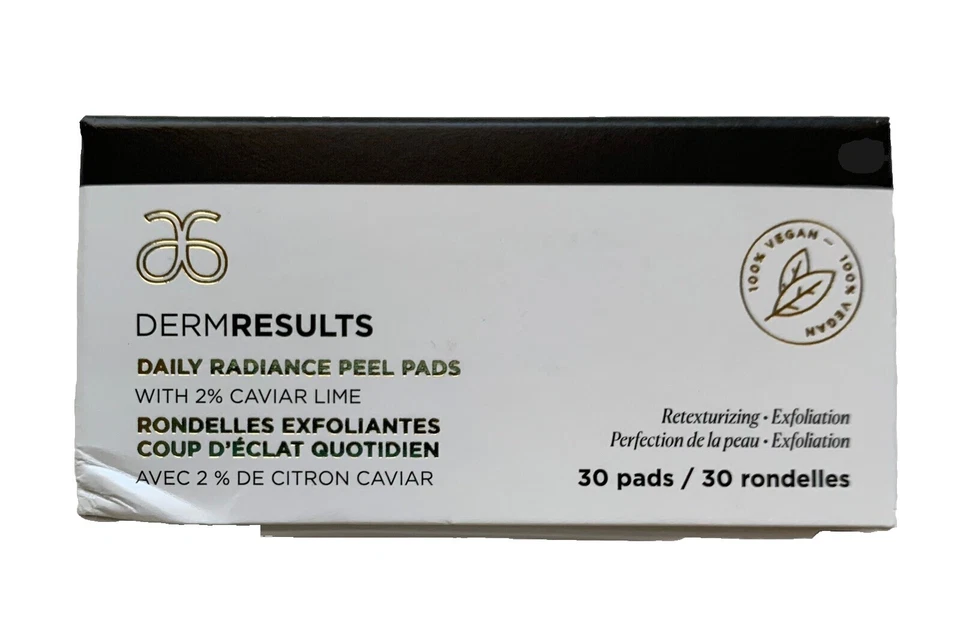 DERMRESULTS
DAILY RADIANCE PEEL PADS
WITH 2% CAVIAR LIME
RONDELLES EXFOLIANTES
COUP D'ÉCLAT QUOTIDIEN
AVEC 2 % DE CITRON CAVIAR
100% VEGAN – 100% VEGAN
Retexturizing • Exfoliation
Perfection de la peau • Exfoliation
30 pads / 30 rondelles